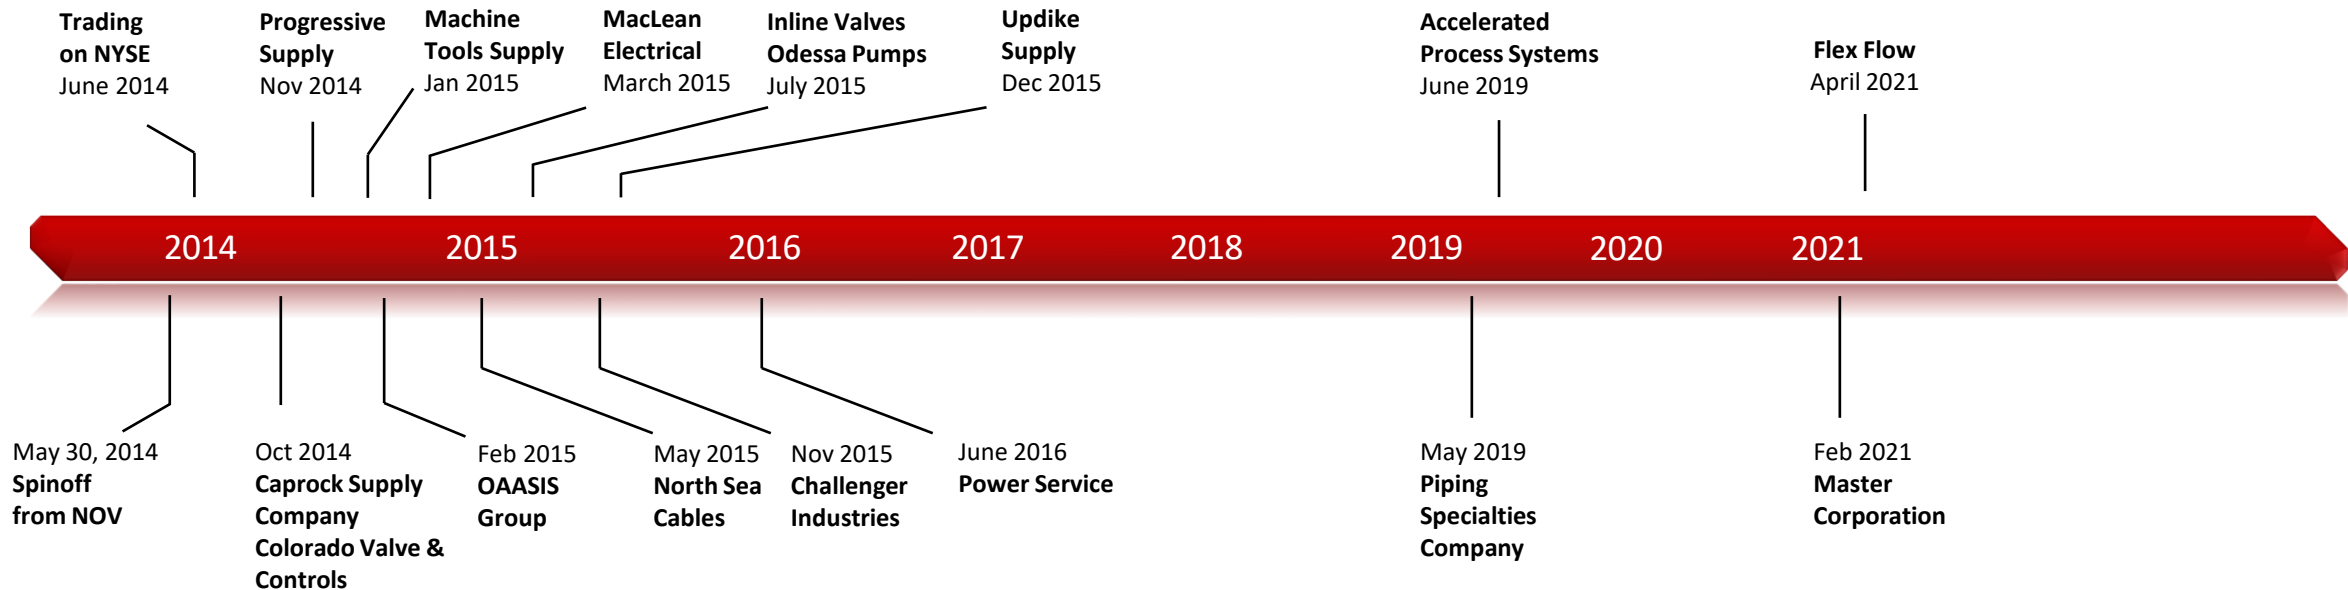 Trading
on NYSE
June 2014
Progressive
Supply
Nov 2014
Machine
Tools Supply
Jan 2015
MacLean
Electrical
March 2015
Inline Valves
Odessa Pumps
July 2015
Updike
Supply
Dec 2015
Accelerated
Process Systems
June 2019
Flex Flow
April 2021
2014
2015
2016
2017
2018
2019
2020
2021
May 30, 2014
Spinoff
from NOV
Oct 2014
Caprock Supply
Company
Colorado Valve &
Controls
Feb 2015
OAASIS
Group
May 2015
North Sea
Cables
Nov 2015
Challenger
Industries
June 2016
Power Service
May 2019
Piping
Specialties
Company
Feb 2021
Master
Corporation